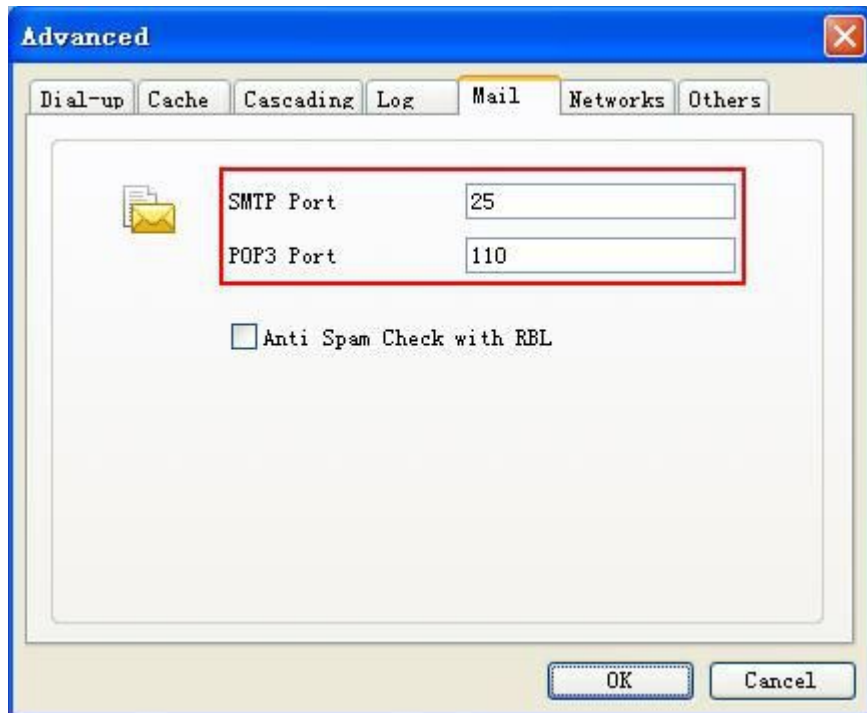 Advanced
Dial-up Cache Cascading Log Mail Networks Others
SMTP Port 25
POP3 Port 110
Anti Spam Check with RBL
OK Cancel